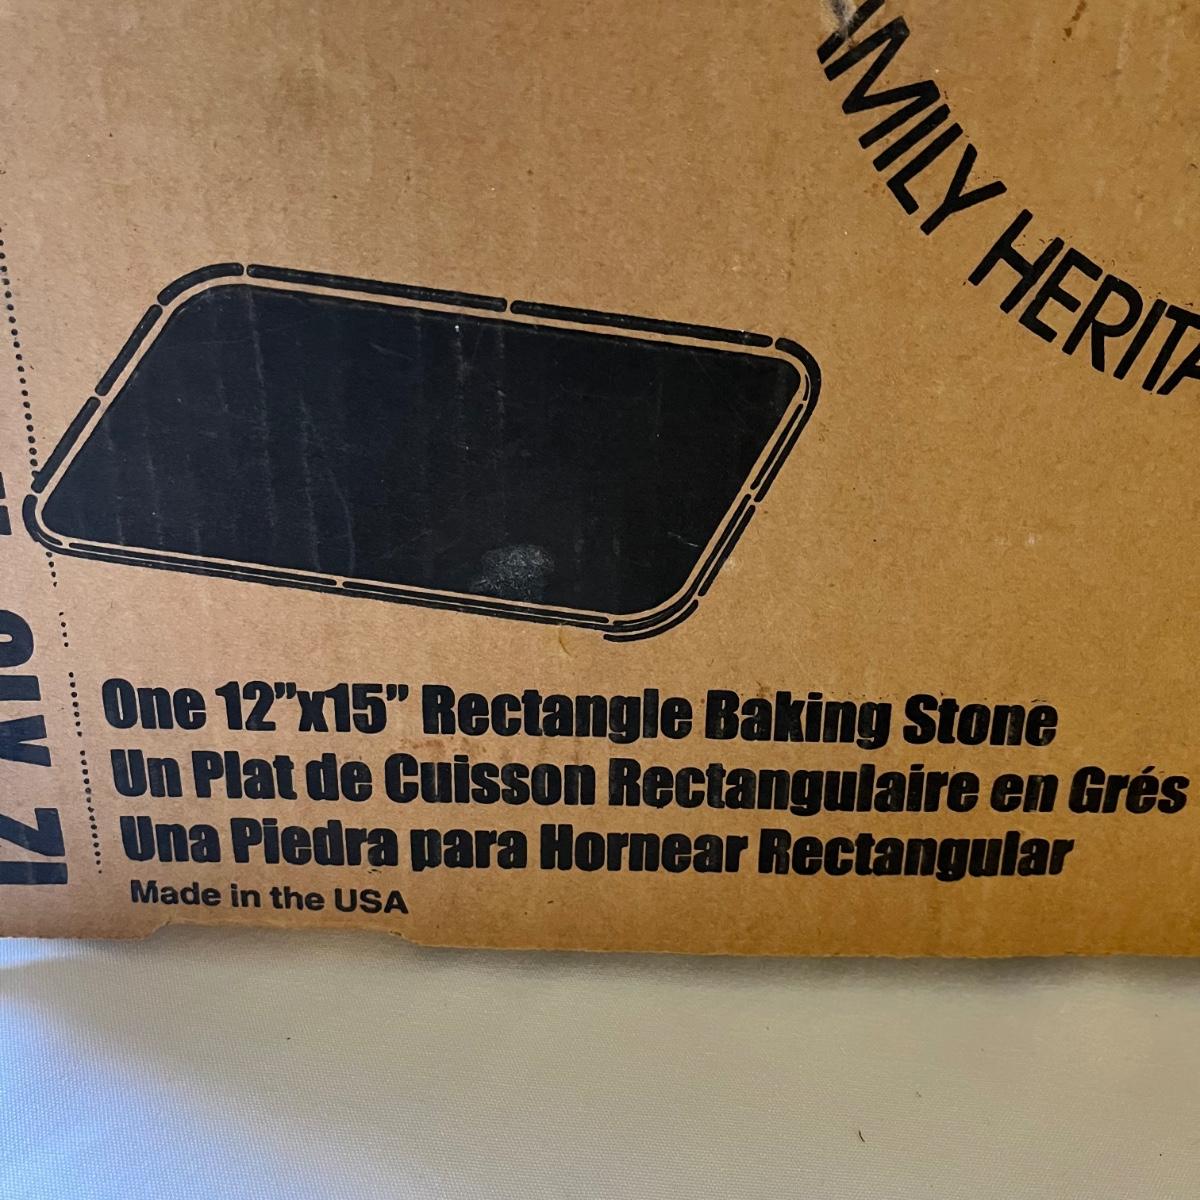 HERITA
One 12”x15” Rectangle Baking Stone
Un Plat de Cuisson Rectangulaire en Grés
Una Piedra para Hornear Rectangular
Made in the USA